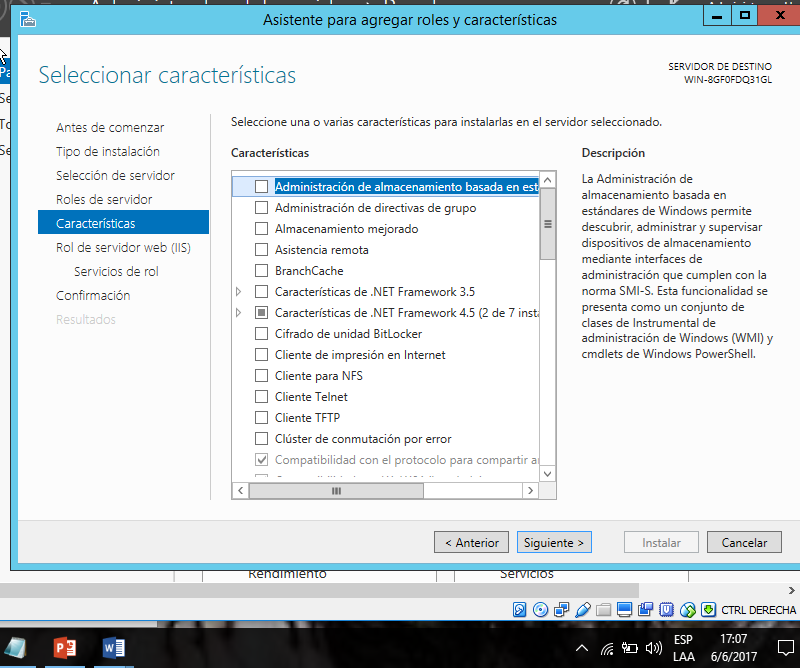 Asistente para agregar roles y características
Seleccionar características
SERVIDOR DE DESTINO
WIN-8GF0FDQ31GL
Antes de comenzar
Tipo de instalación
Selección de servidor
Roles de servidor
Características
Rol de servidor web (IIS)
Servicios de rol
Confirmación
Resultados
Seleccione una o varias características para instalarlas en el servidor seleccionado.
Características
Administración de almacenamiento basada en est
Administración de directivas de grupo
Almacenamiento mejorado
Asistencia remota
BranchCache
Características de .NET Framework 3.5
Características de .NET Framework 4.5 (2 de 7 insta
Cifrado de unidad BitLocker
Cliente de impresión en Internet
Cliente para NFS
Cliente Telnet
Cliente TFTP
Clúster de conmutación por error
Compatibilidad con el protocolo para compartir a
Descripción
La Administración de
almacenamiento basada en
estándares de Windows permite
descubrir, administrar y supervisar
dispositivos de almacenamiento
mediante interfaces de
administración que cumplen con la
norma SMI-S. Esta funcionalidad se
presenta como un conjunto de
clases de Instrumental de
administración de Windows (WMI) y
cmdlets de Windows PowerShell.
< Anterior
Siguiente >
Instalar
Cancelar
Rendimiento
Servicios
CTRL DERECHA
ESP
LAA
17:07
6/6/2017